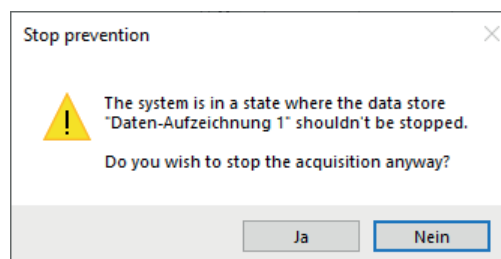 Stop prevention
The system is in a state where the data store
"Daten-Aufzeichnung 1" shouldn't be stopped.
Do you wish to stop the acquisition anyway?
Ja
Nein